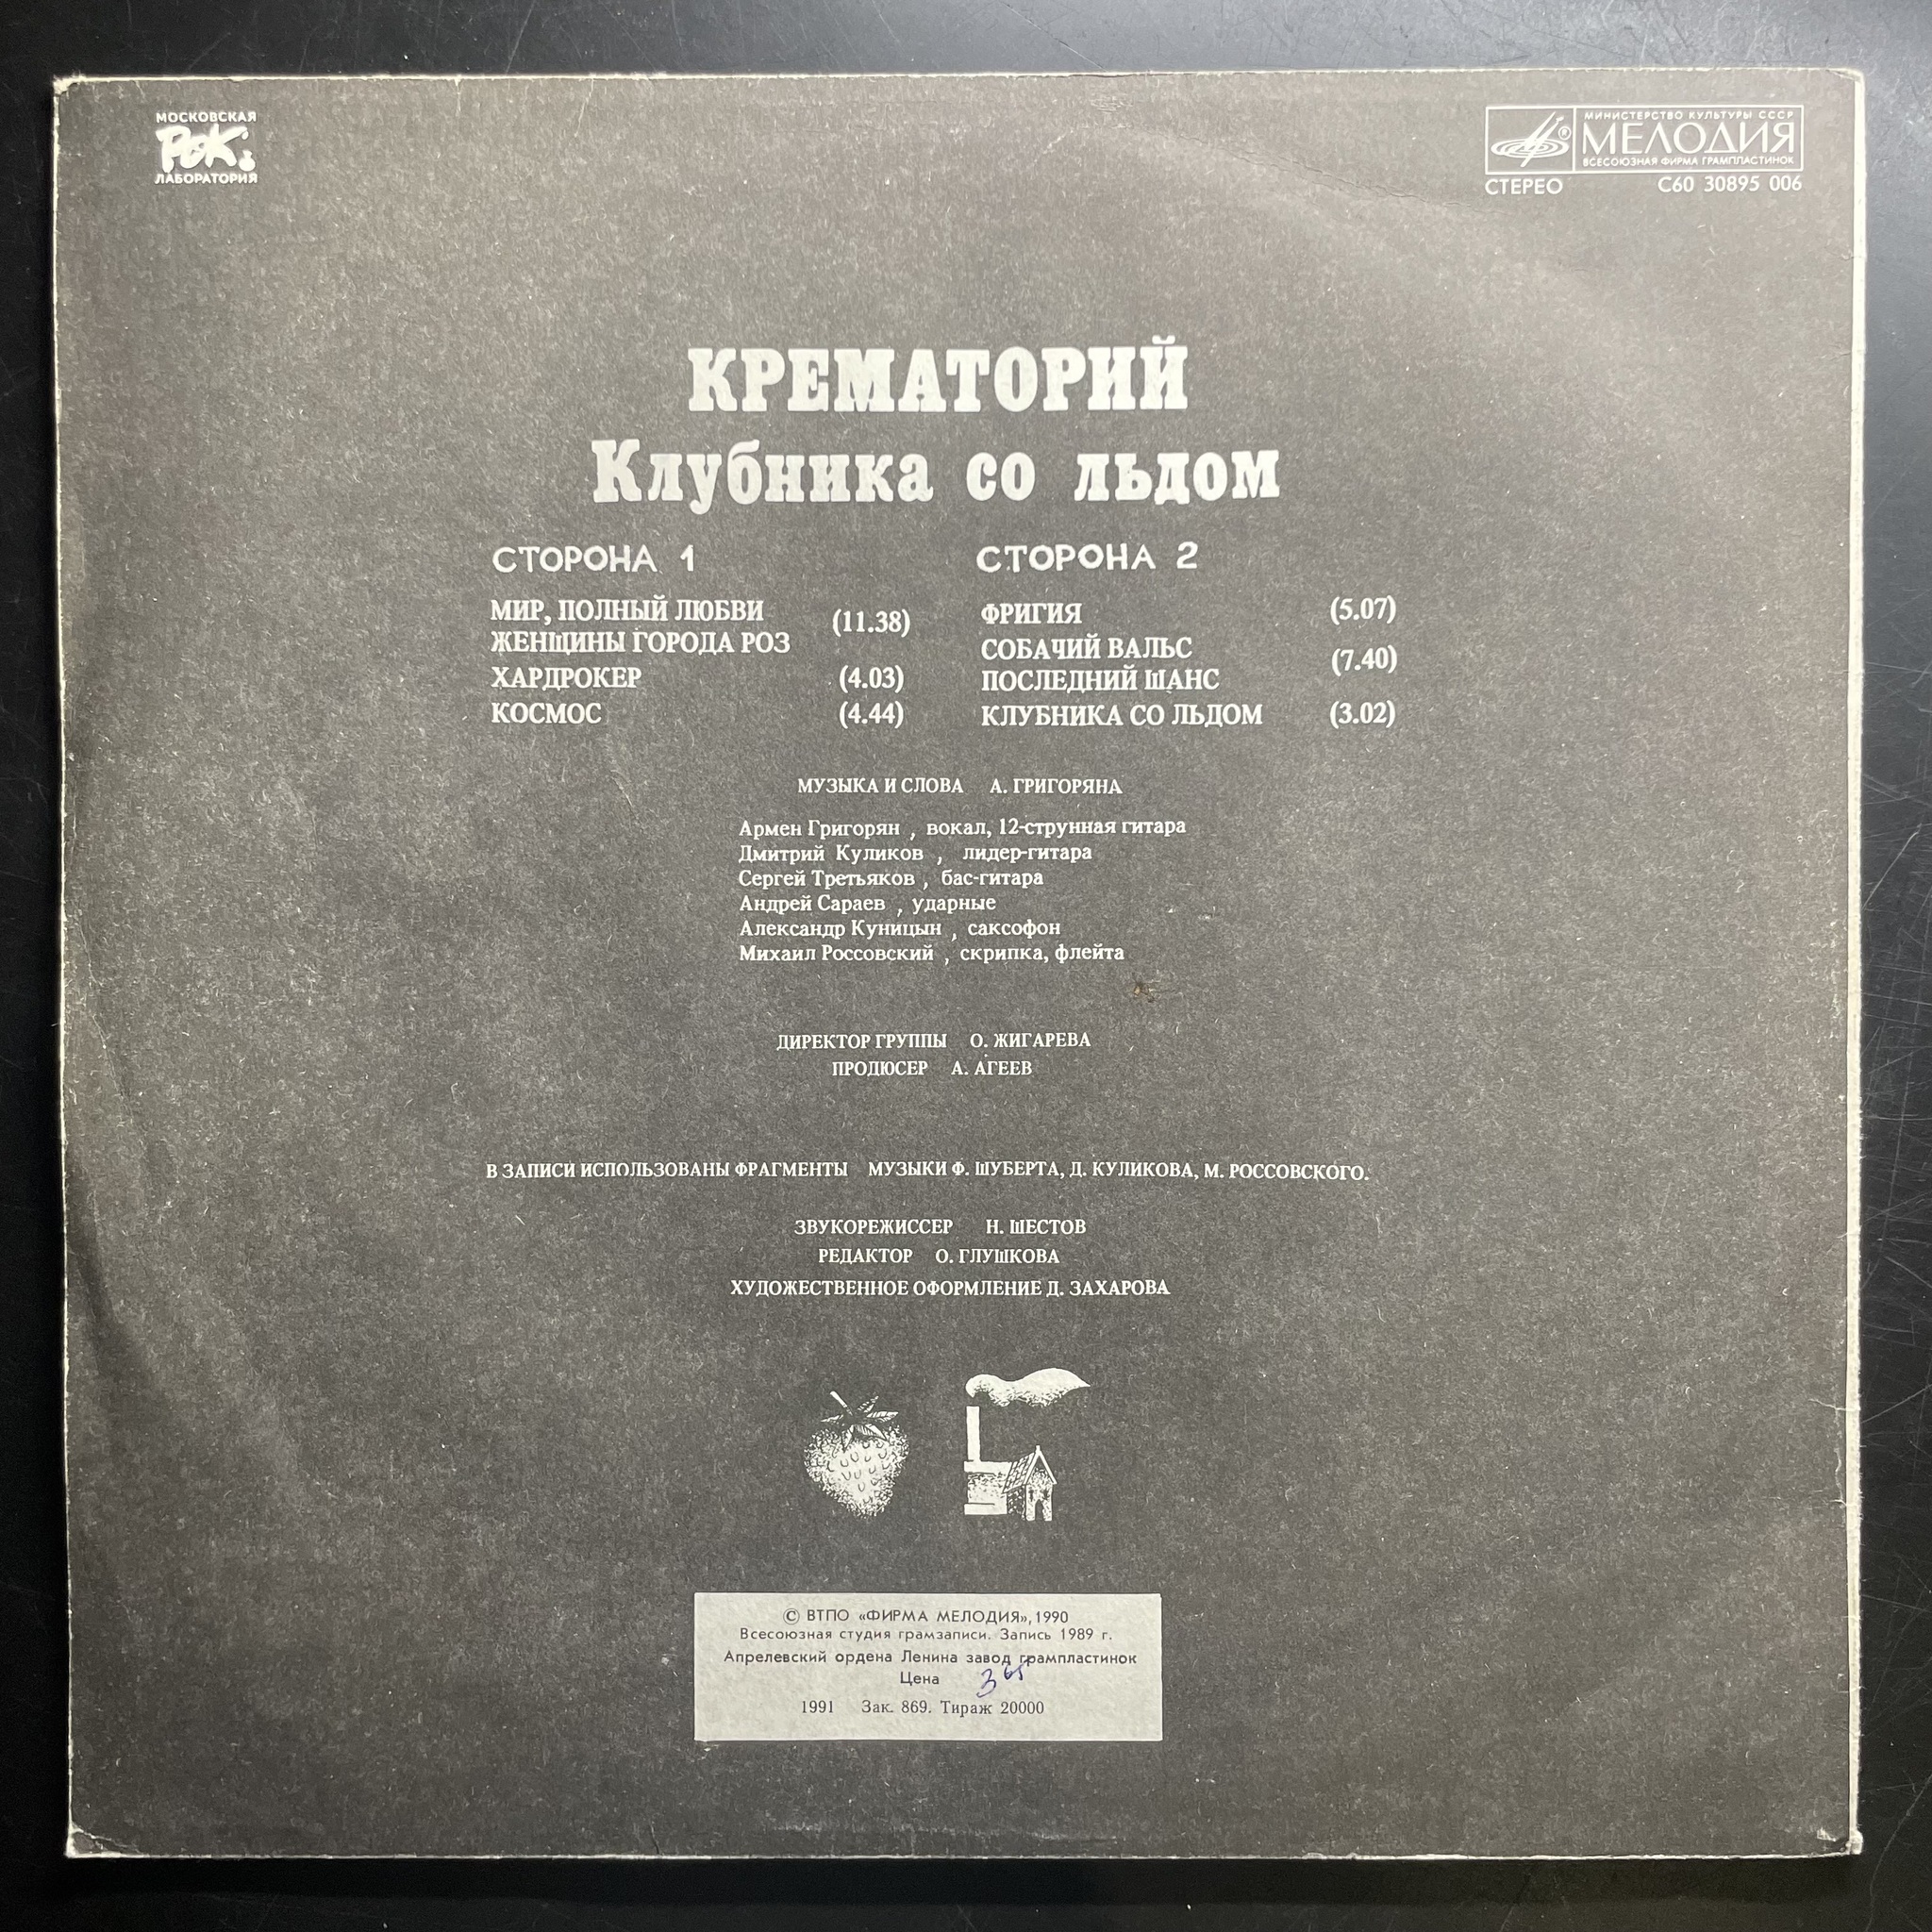 МОСКОВСКАЯ
РОК
ЛАБОРАТОРИЯ
МИНИСТЕРСТВО КУЛЬТУРЫ СССР
МЕЛОДИЯ ®
ВСЕСОЮЗНАЯ ФИРМА ГРАМПЛАСТИНОК
СТЕРЕО С60 30895 006
КРЕМАТОРИЙ
Клубника со льдом
СТОРОНА 1
МИР, ПОЛНЫЙ ЛЮБВИ
ЖЕНЩИНЫ ГОРОДА РОЗ (11.38)
ХАРДРОКЕР (4.03)
КОСМОС (4.44)
СТОРОНА 2
ФРИГИЯ (5.07)
СОБАЧИЙ ВАЛЬС
ПОСЛЕДНИЙ ШАНС (7.40)
КЛУБНИКА СО ЛЬДОМ (3.02)
МУЗЫКА И СЛОВА А. ГРИГОРЯНА
Армен Григорян , вокал, 12-струнная гитара
Дмитрий Куликов , лидер-гитара
Сергей Третьяков , бас-гитара
Андрей Сараев , ударные
Александр Куницын , саксофон
Михаил Россовский , скрипка, флейта
ДИРЕКТОР ГРУППЫ О. ЖИГАРЕВА
ПРОДЮСЕР А. АГЕЕВ
В ЗАПИСИ ИСПОЛЬЗОВАНЫ ФРАГМЕНТЫ МУЗЫКИ Ф. ШУБЕРТА, Д. КУЛИКОВА, М. РОССОВСКОГО.
ЗВУКОРЕЖИССЕР Н. ШЕСТОВ
РЕДАКТОР О. ГЛУШКОВА
ХУДОЖЕСТВЕННОЕ ОФОРМЛЕНИЕ Д. ЗАХАРОВА
© ВТПО «ФИРМА МЕЛОДИЯ», 1990
Всесоюзная студия грамзаписи. Запись 1989 г.
Апрелевский ордена Ленина завод грампластинок
Цена 3 65
1991 Зак. 869. Тираж 20000